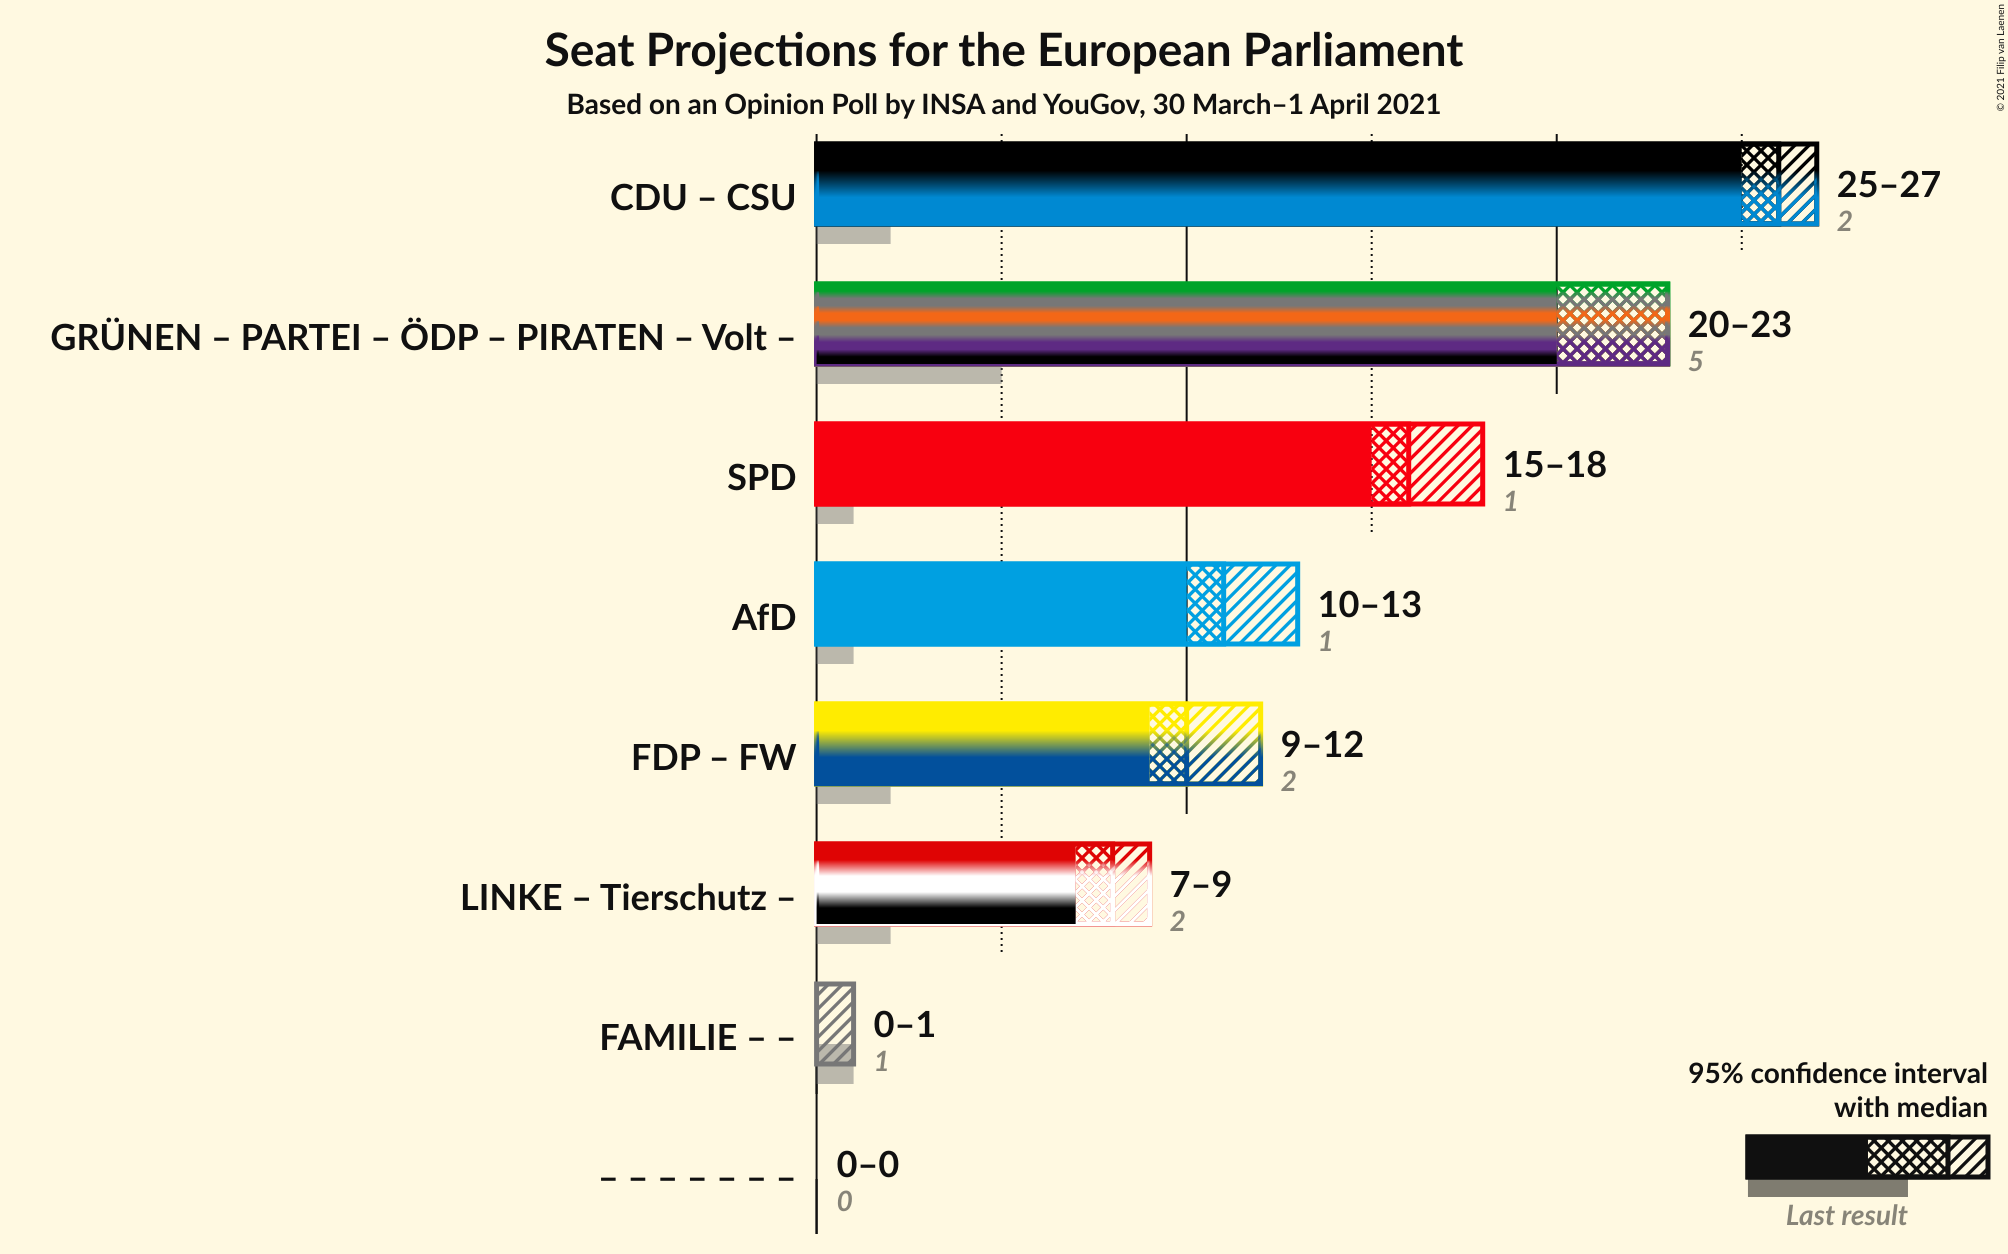 Seat Projections for the European Parliament
Based on an Opinion Poll by INSA and YouGov, 30 March–1 April 2021
© 2021 Filip van Laenen
CDU – CSU
25–27
2
GRÜNEN – PARTEI – ÖDP – PIRATEN – Volt –
20–23
5
SPD
15–18
1
AfD
10–13
1
FDP – FW
9–12
2
LINKE – Tierschutz –
7–9
2
FAMILIE – –
0–1
1
– – – – – – –
0–0
0
95% confidence interval
with median
Last result